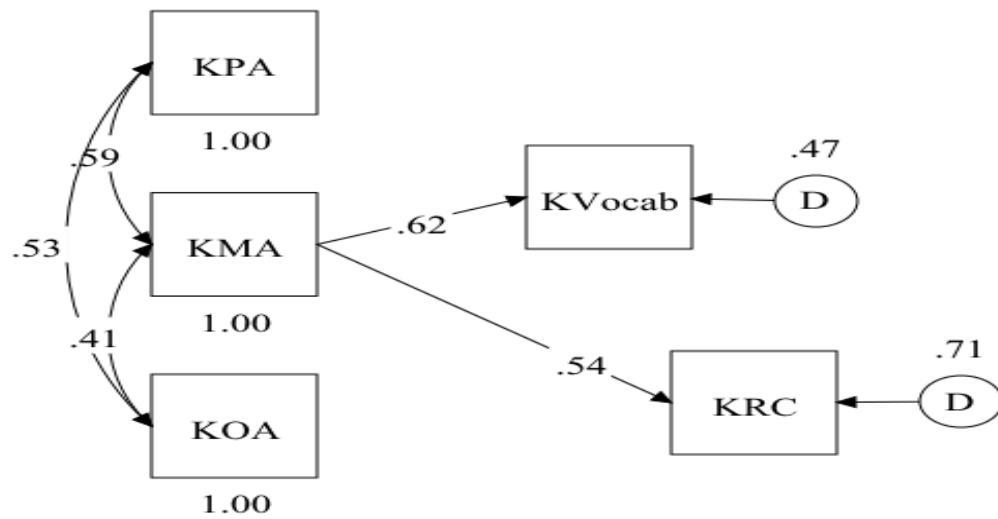 KPA
1.00
.59
.53
KMA
1.00
.41
KOA
1.00
.62
KVocab
.47
D
.54
KRC
.71
D